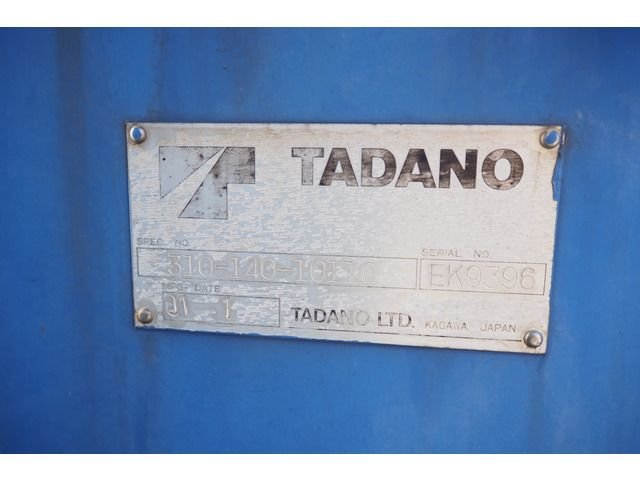 TADANO
SPEC. NO.
SERIAL NO.
310-140-10110
EK9396
MFG. DATE
01 1
TADANO LTD. KAGAWA JAPAN